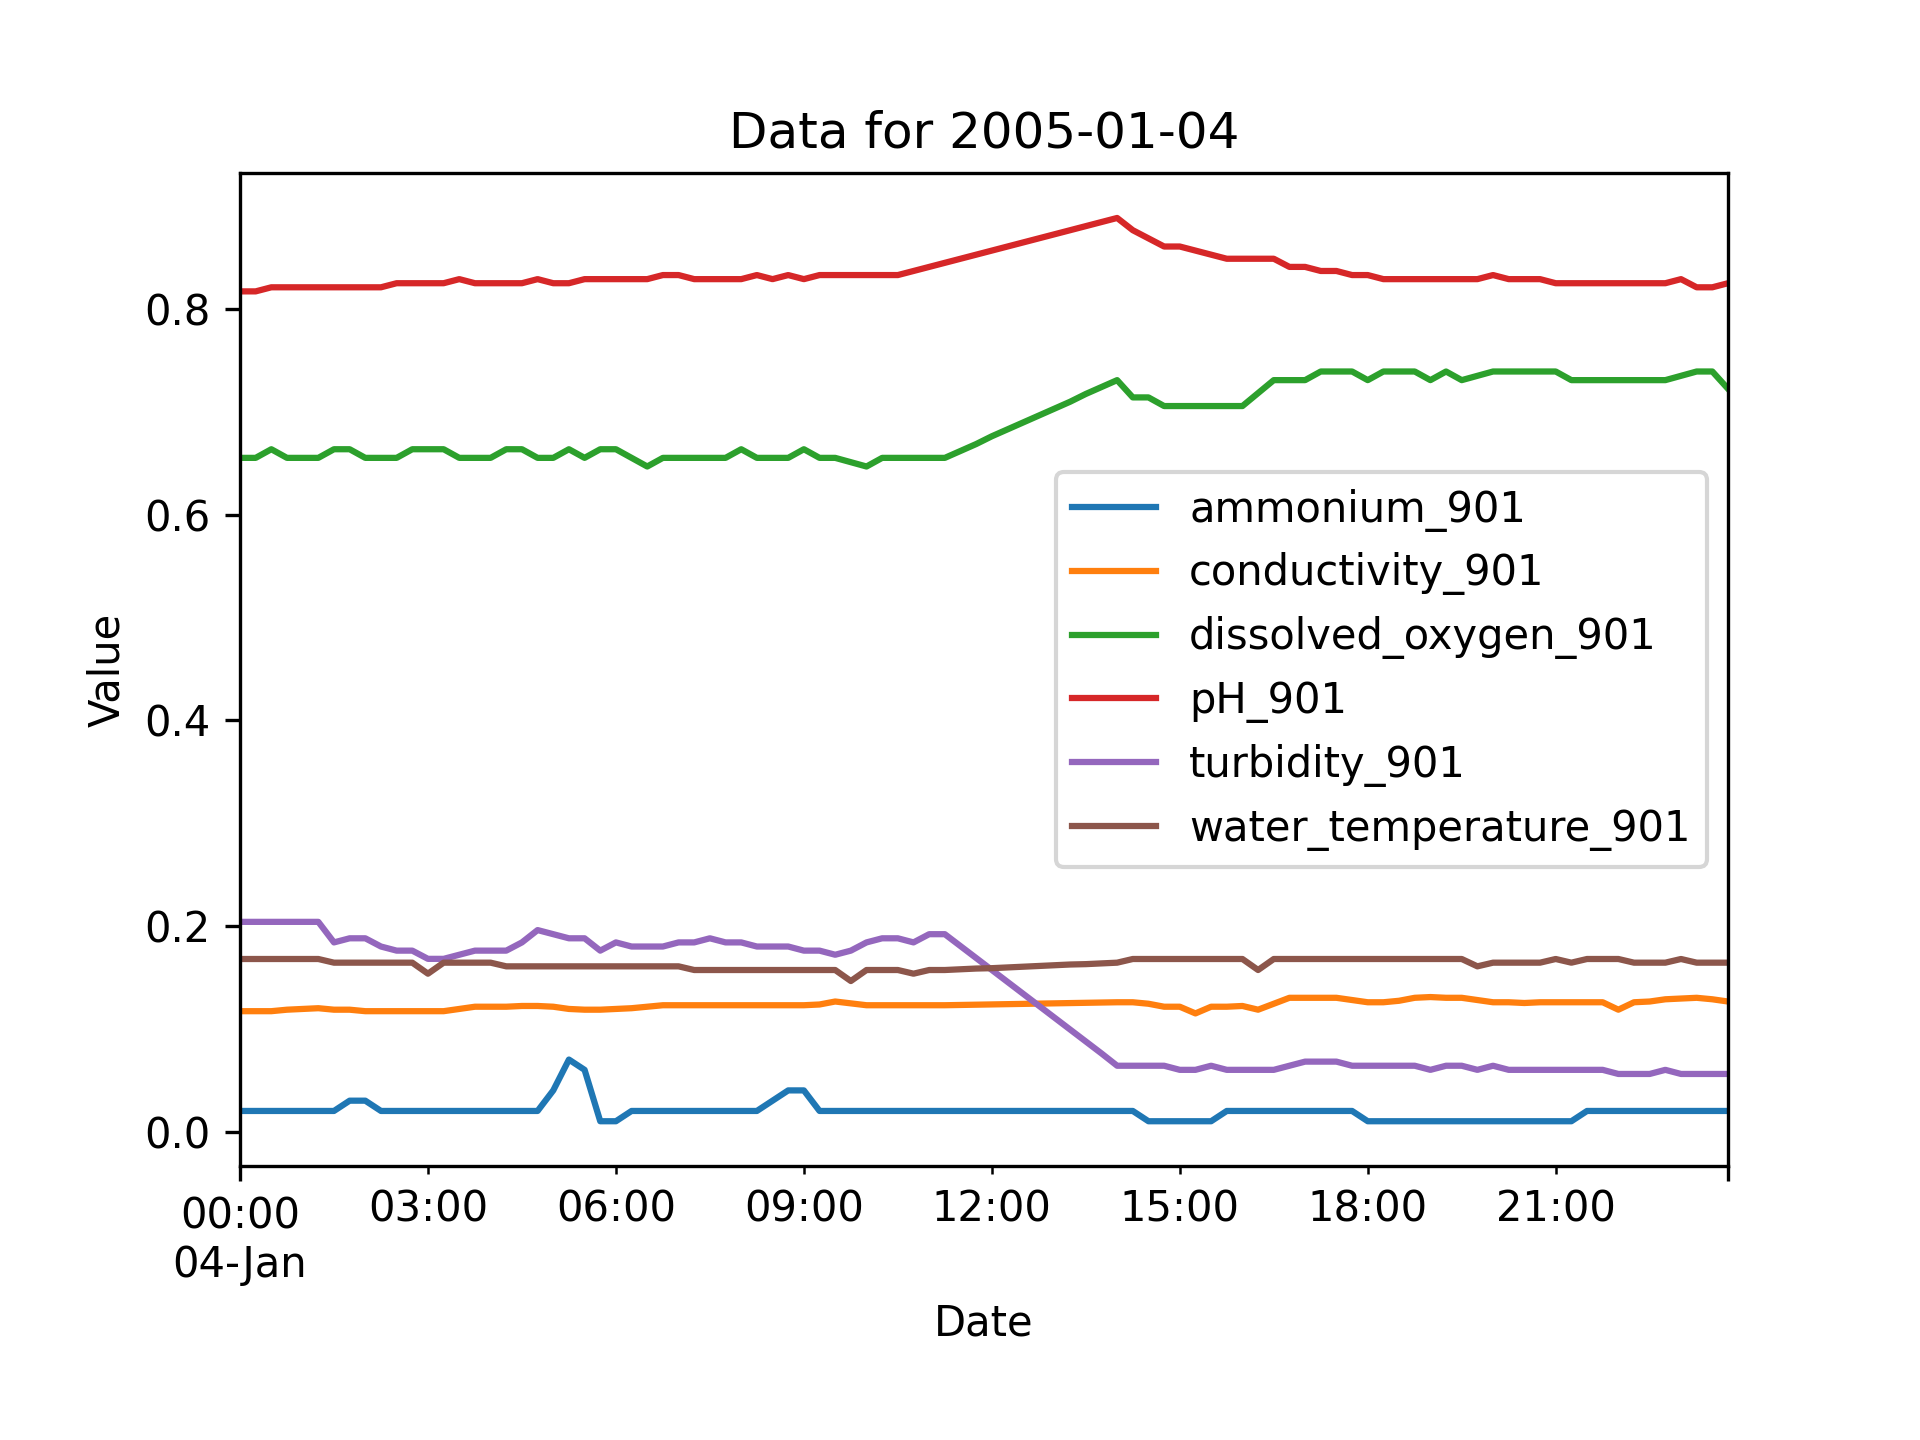 Data for 2005-01-04
Value
0.8
0.6
0.4
0.2
0.0
ammonium_901
conductivity_901
dissolved_oxygen_901
pH_901
turbidity_901
water_temperature_901
00:00 03:00 06:00 09:00 12:00 15:00 18:00 21:00
04-Jan
Date